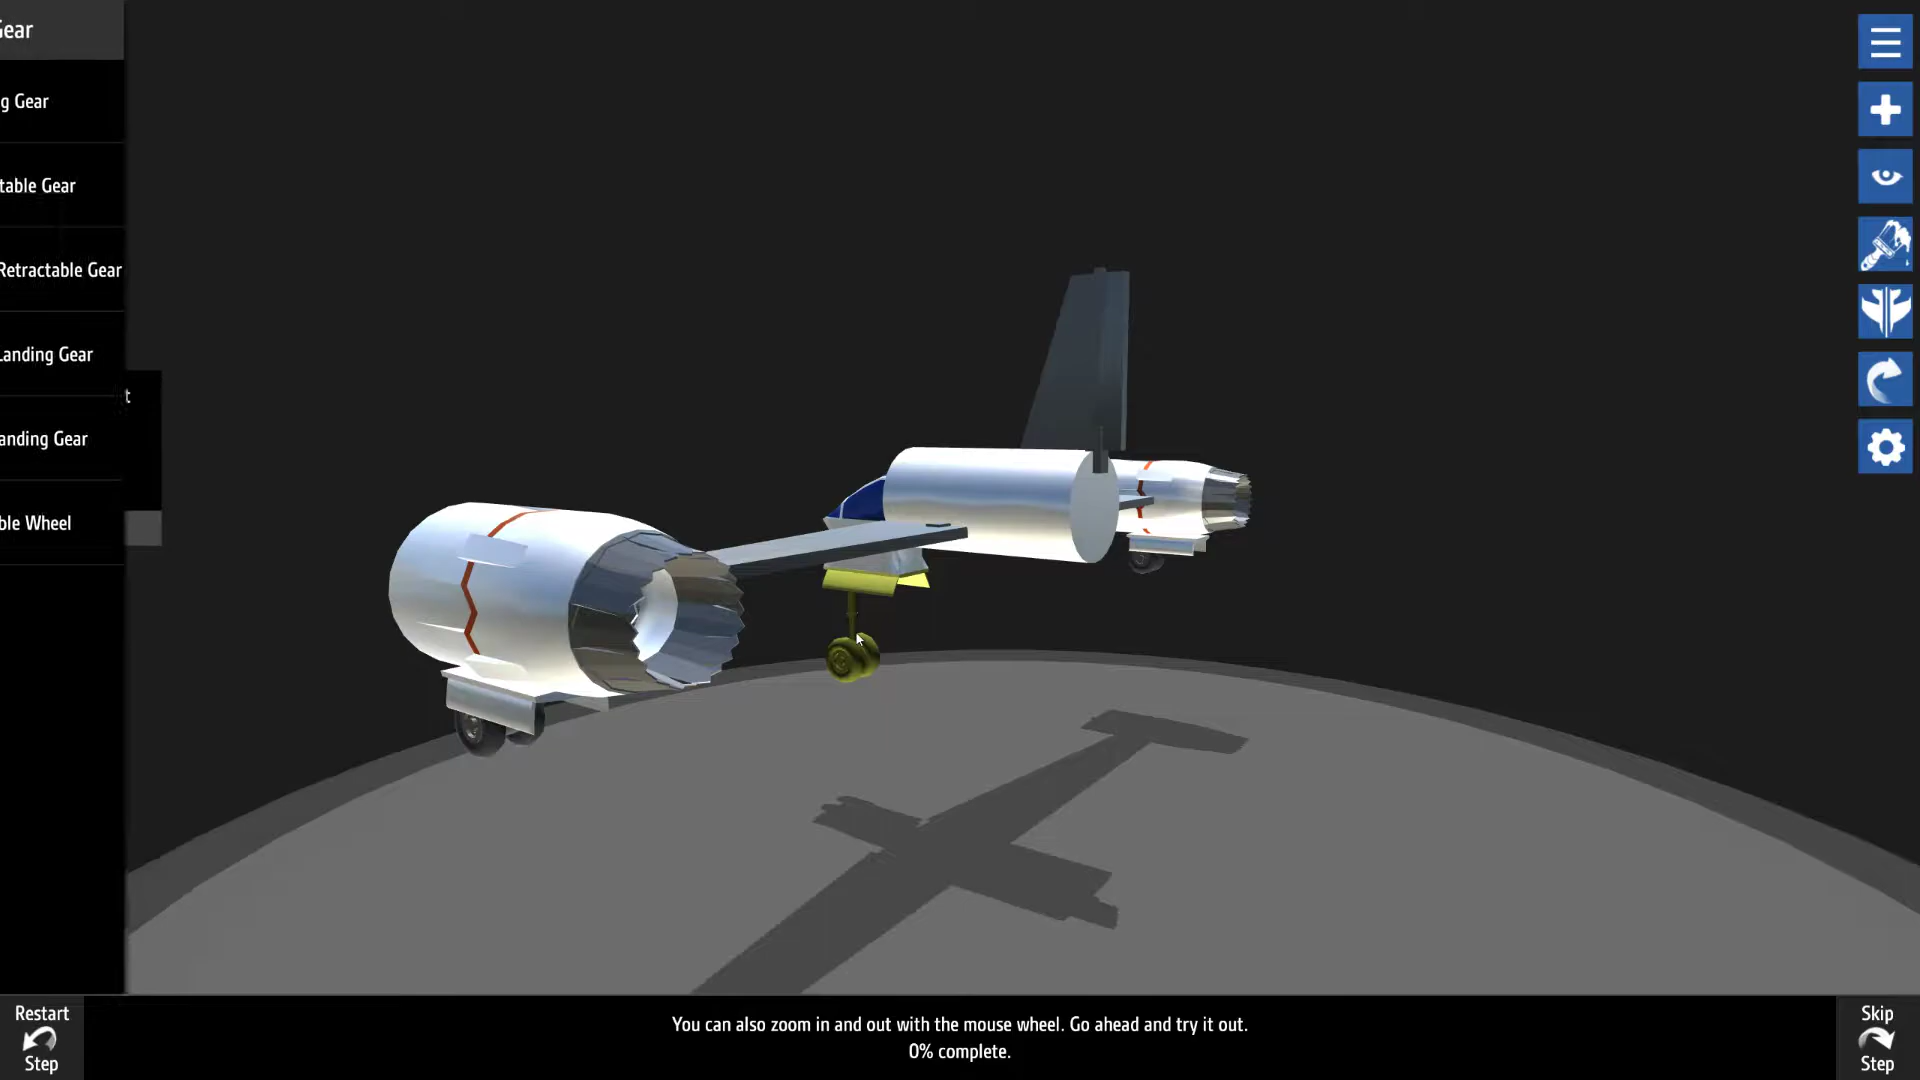 Gear
g Gear
table Gear
Retractable Gear
Landing Gear
t
anding Gear
ble Wheel
Restart
Step
You can also zoom in and out with the mouse wheel. Go ahead and try it out.
0% complete.
Skip
Step